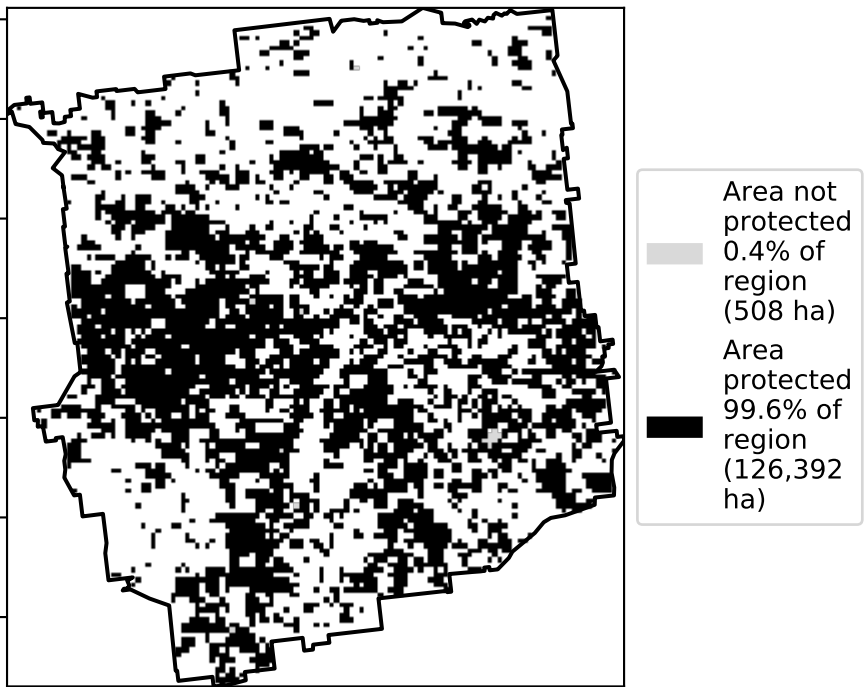 Area not
protected
0.4% of
region
(508 ha)
Area
protected
99.6% of
region
(126,392
ha)